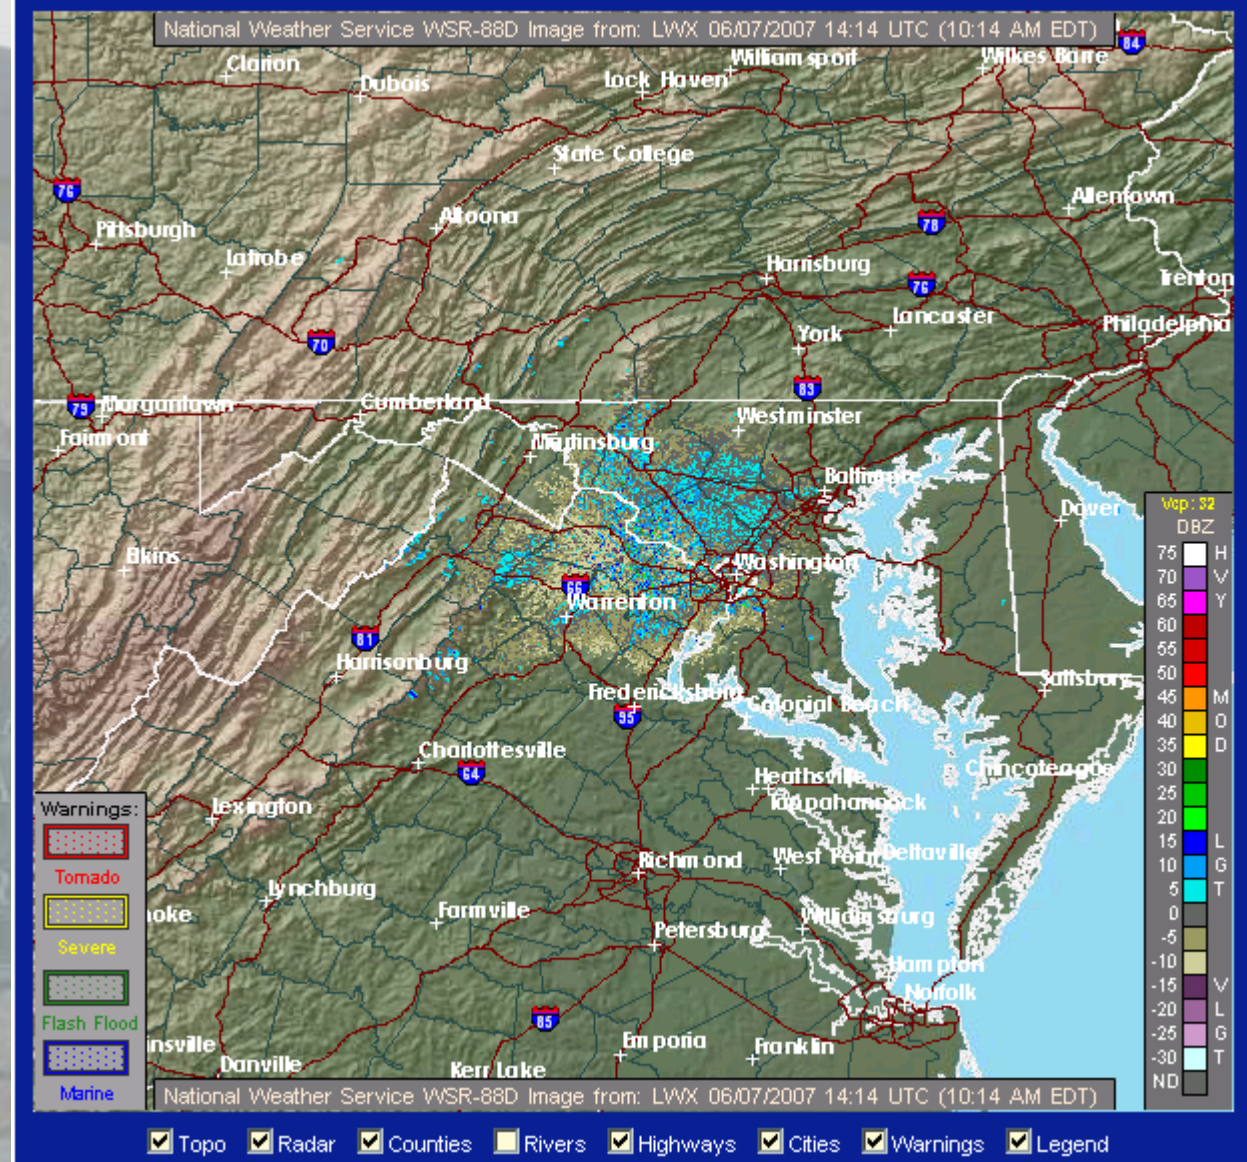 National Weather Service WSR-88D Image from: LWX 06/07/2007 14:14 UTC (10:14 AM EDT)
84
Clarion
Dubois
Lock Haven
Williamsport
Wilkes Barre
State College
76
Allentown
Altoona
78
Pittsburgh
Latrobe
Harrisburg
76
Trenton
Lancaster
Philadelphia
70
York
83
79
Morgantown
Cumberland
Westminster
Fairmont
Martinsburg
Baltimore
Dover
Elkins
Washington
66
Warrenton
81
Harrisonburg
Salisbury
Fredericksburg
Colonial Beach
95
Charlottesville
64
Heathsville
Chincoteague
Tappahannock
Lexington
Richmond
West Point
Deltaville
Lynchburg
Farmville
Williamsburg
noke
Petersburg
Hampton
Norfolk
85
insville
Emporia
Franklin
Danville
Kerr Lake
Vcp: 32
DBZ
75 H
70 V
65 Y
60
55
50
45 M
40 O
35 D
30
25
20
15 L
10 G
5 T
0
-5
-10
-15 V
-20 L
-25 G
-30 T
ND
Warnings:
Tornado
Severe
Flash Flood
Marine
National Weather Service WSR-88D Image from: LWX 06/07/2007 14:14 UTC (10:14 AM EDT)
Topo Radar Counties Rivers Highways Cities Warnings Legend